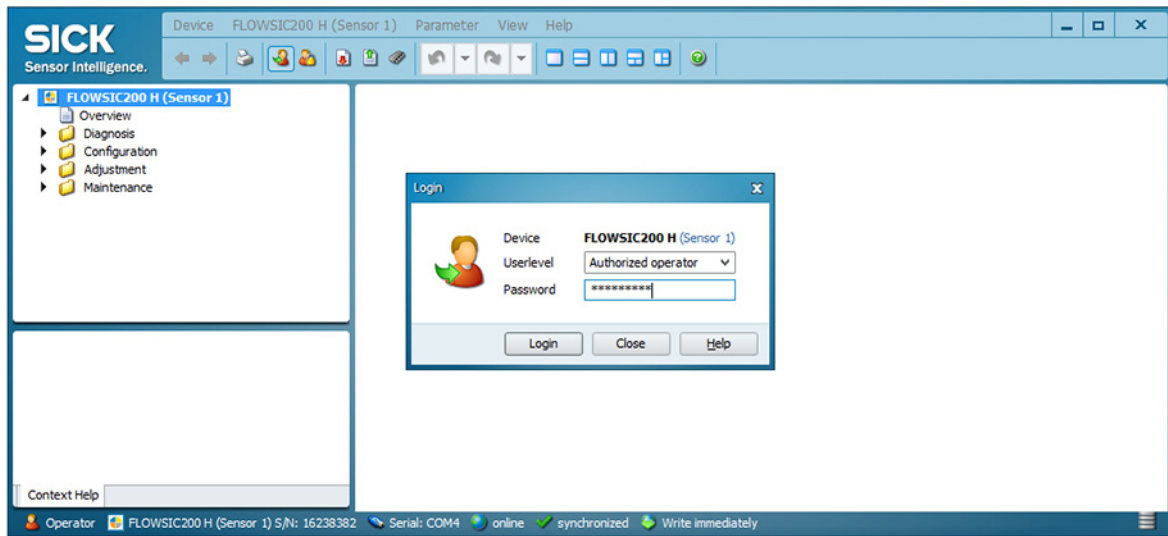 SICK
Sensor Intelligence.
Device FLOWSIC200 H (Sensor 1) Parameter View Help
FLOWSIC200 H (Sensor 1)
Overview
Diagnosis
Configuration
Adjustment
Maintenance
Login
Device FLOWSIC200 H (Sensor 1)
Userlevel Authorized operator
Password *********
Login Close Help
Context Help
Operator FLOWSIC200 H (Sensor 1) S/N: 16238382 Serial: COM4 online synchronized Write immediately